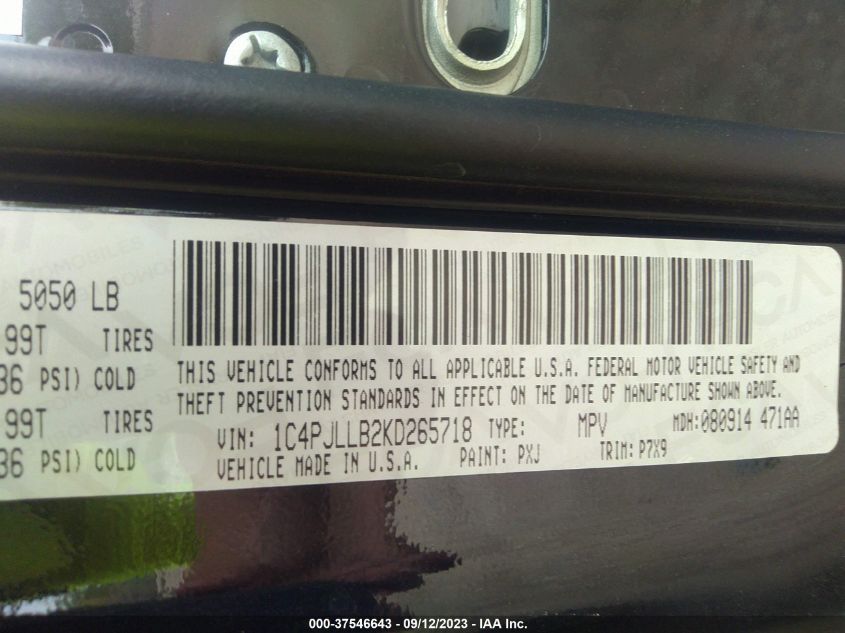 5050 LB
99T TIRES
36 PSI) COLD
99T TIRES
36 PSI) COLD
THIS VEHICLE CONFORMS TO ALL APPLICABLE U.S.A. FEDERAL MOTOR VEHICLE SAFETY AND
THEFT PREVENTION STANDARDS IN EFFECT ON THE DATE OF MANUFACTURE SHOWN ABOVE.
VIN: 1C4PJLLB2KD265718 TYPE: MPV MDH:080914 471AA
VEHICLE MADE IN U.S.A. PAINT: PXJ TRIM: P7X9
000-37546643 - 09/12/2023 - IAA Inc.